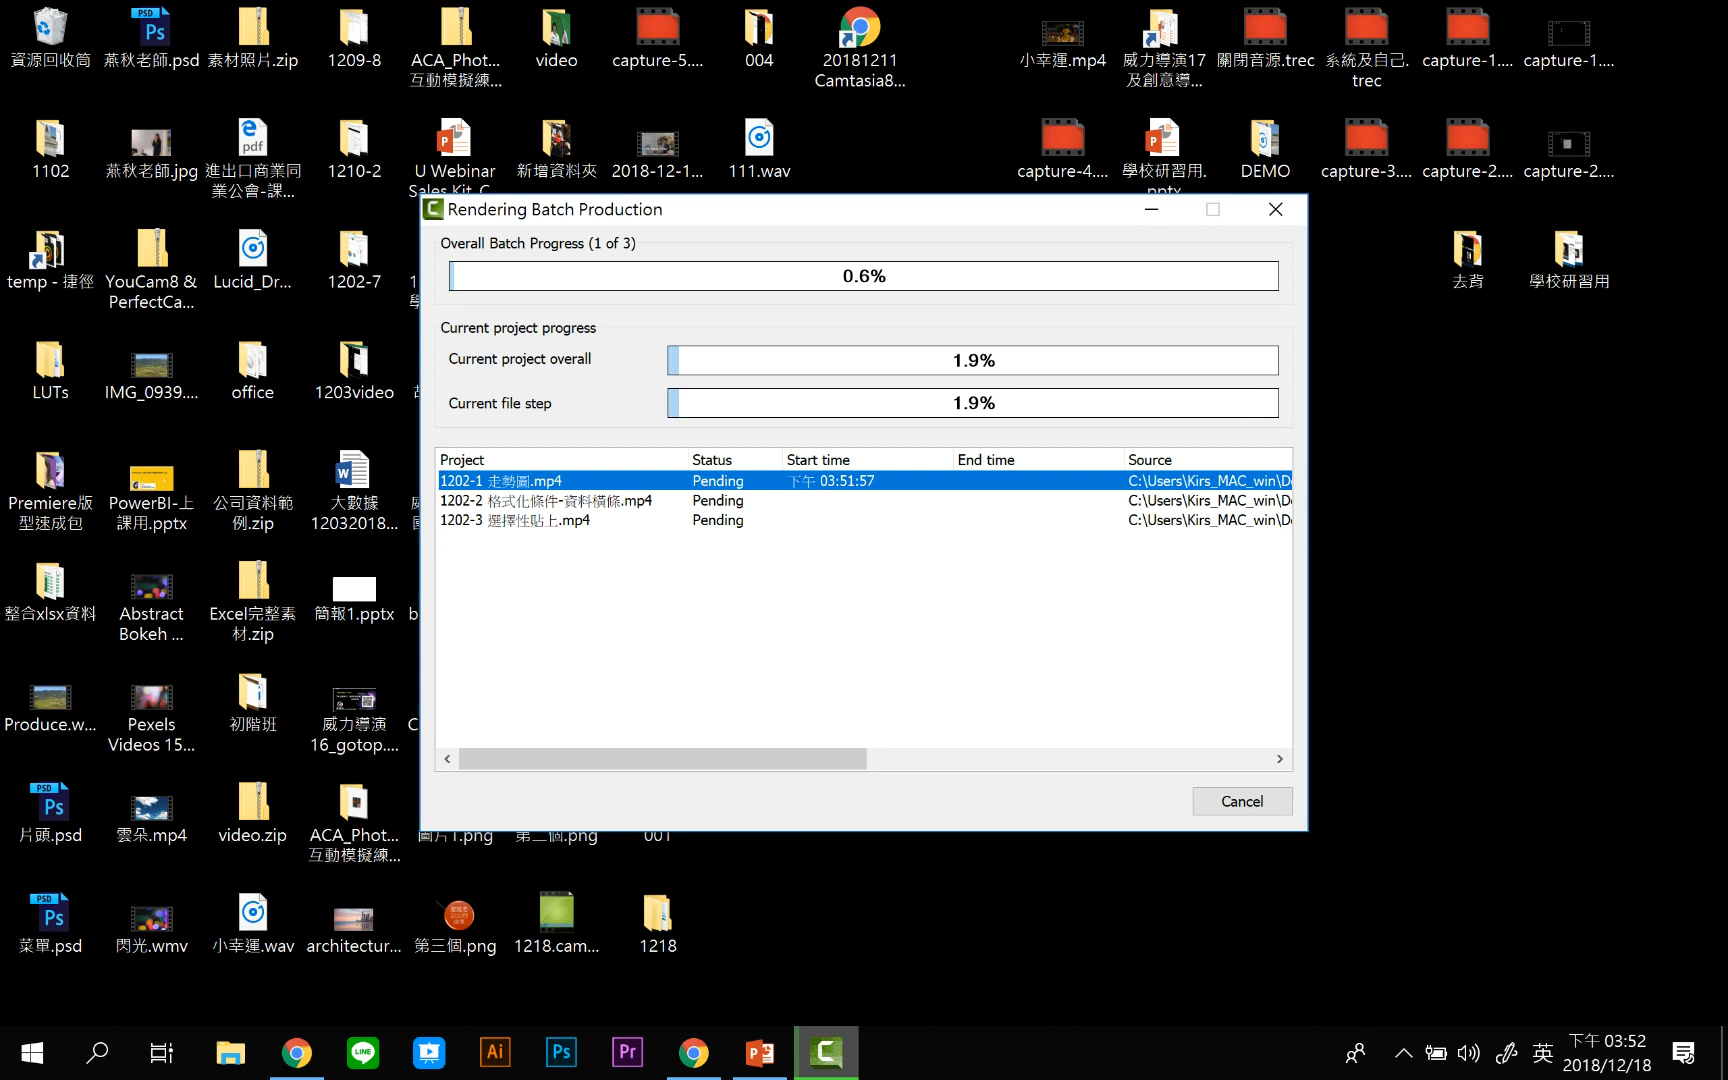 資源回收筒
燕秋老師.psd
素材照片.zip
1209-8
ACA_Phot...
互動模擬練...
video
capture-5....
004
20181211
Camtasia8...
小幸運.mp4
威力導演17
及創意導...
關閉音源.trec
系統及自己.
trec
capture-1....
capture-1....
1102
燕秋老師.jpg
進出口商業同
業公會-課...
1210-2
U Webinar
Sales Kit_C
新增資料夾
2018-12-1...
111.wav
capture-4....
學校研習用.
pptx
DEMO
capture-3....
capture-2....
capture-2....
Rendering Batch Production
Overall Batch Progress (1 of 3)
0.6%
temp - 捷徑
YouCam8 &
PerfectCa...
Lucid_Dr...
1202-7
去背
學校研習用
Current project progress
Current project overall
1.9%
Current file step
1.9%
LUTs
IMG_0939....
office
1203video
Project
Status
Start time
End time
Source
1202-1 走勢圖.mp4
Pending
下午 03:51:57
C:\Users\Kirs_MAC_win\De
1202-2 格式化條件-資料橫條.mp4
Pending
C:\Users\Kirs_MAC_win\De
1202-3 選擇性貼上.mp4
Pending
C:\Users\Kirs_MAC_win\De
Premiere版
型速成包
PowerBI-上
課用.pptx
公司資料範
例.zip
大數據
12032018...
整合xlsx資料
Abstract
Bokeh ...
Excel完整素
材.zip
簡報1.pptx
Produce.w...
Pexels
Videos 15...
初階班
威力導演
16_gotop....
Cancel
片頭.psd
雲朵.mp4
video.zip
ACA_Phot...
互動模擬練...
圖片1.png
第二個.png
001
菜單.psd
閃光.wmv
小幸運.wav
architectur...
第三個.png
1218.cam...
1218
英
下午 03:52
2018/12/18